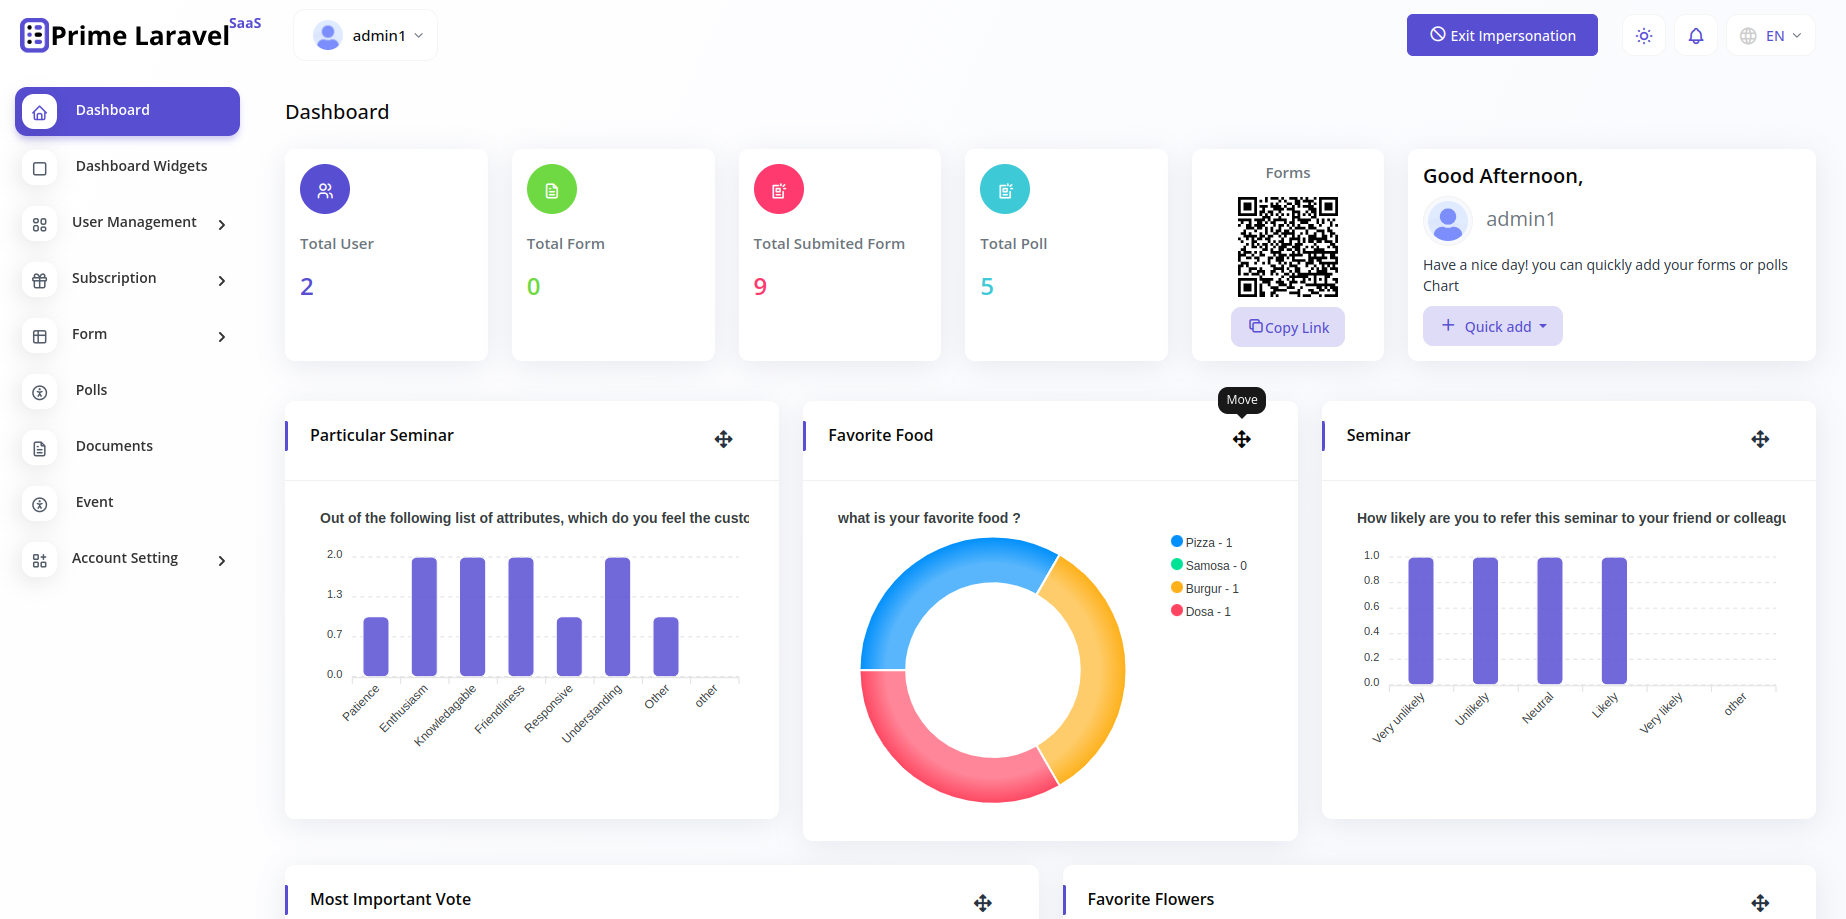 Prime Laravel SaaS
admin1
Exit Impersonation
EN
Dashboard
Dashboard Widgets
User Management
Subscription
Form
Polls
Documents
Event
Account Setting
Dashboard
Total User
2
Total Form
0
Total Submited Form
9
Total Poll
5
Forms
Copy Link
Good Afternoon,
admin1
Have a nice day! you can quickly add your forms or polls
Chart
Quick add
Particular Seminar
Out of the following list of attributes, which do you feel the custo
2.0
1.3
0.7
0.0
Patience
Enthusiasm
Knowledagable
Friendliness
Responsive
Understanding
Other
other
Move
Favorite Food
what is your favorite food ?
Pizza - 1
Samosa - 0
Burgur - 1
Dosa - 1
Seminar
How likely are you to refer this seminar to your friend or colleagu
1.0
0.8
0.6
0.4
0.2
0.0
Very unlikely
Unlikely
Neutral
Likely
Very likely
other
Most Important Vote
Favorite Flowers